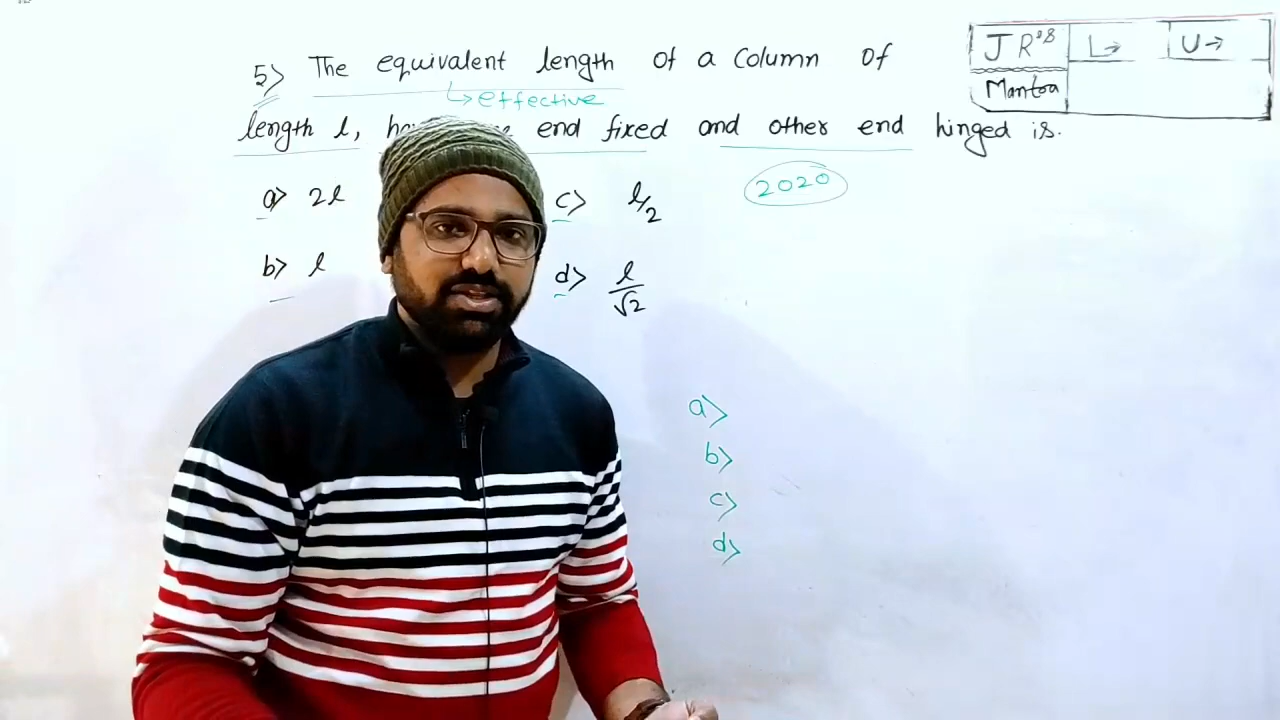 5> The equivalent length of a Column Of
↳ effective
length l, end fixed and other end hinged is.
2020
a> 2l
c> l/2
b> l
d> l/√2
a>
b>
c>
d>
JR's L→ U→
Mantra